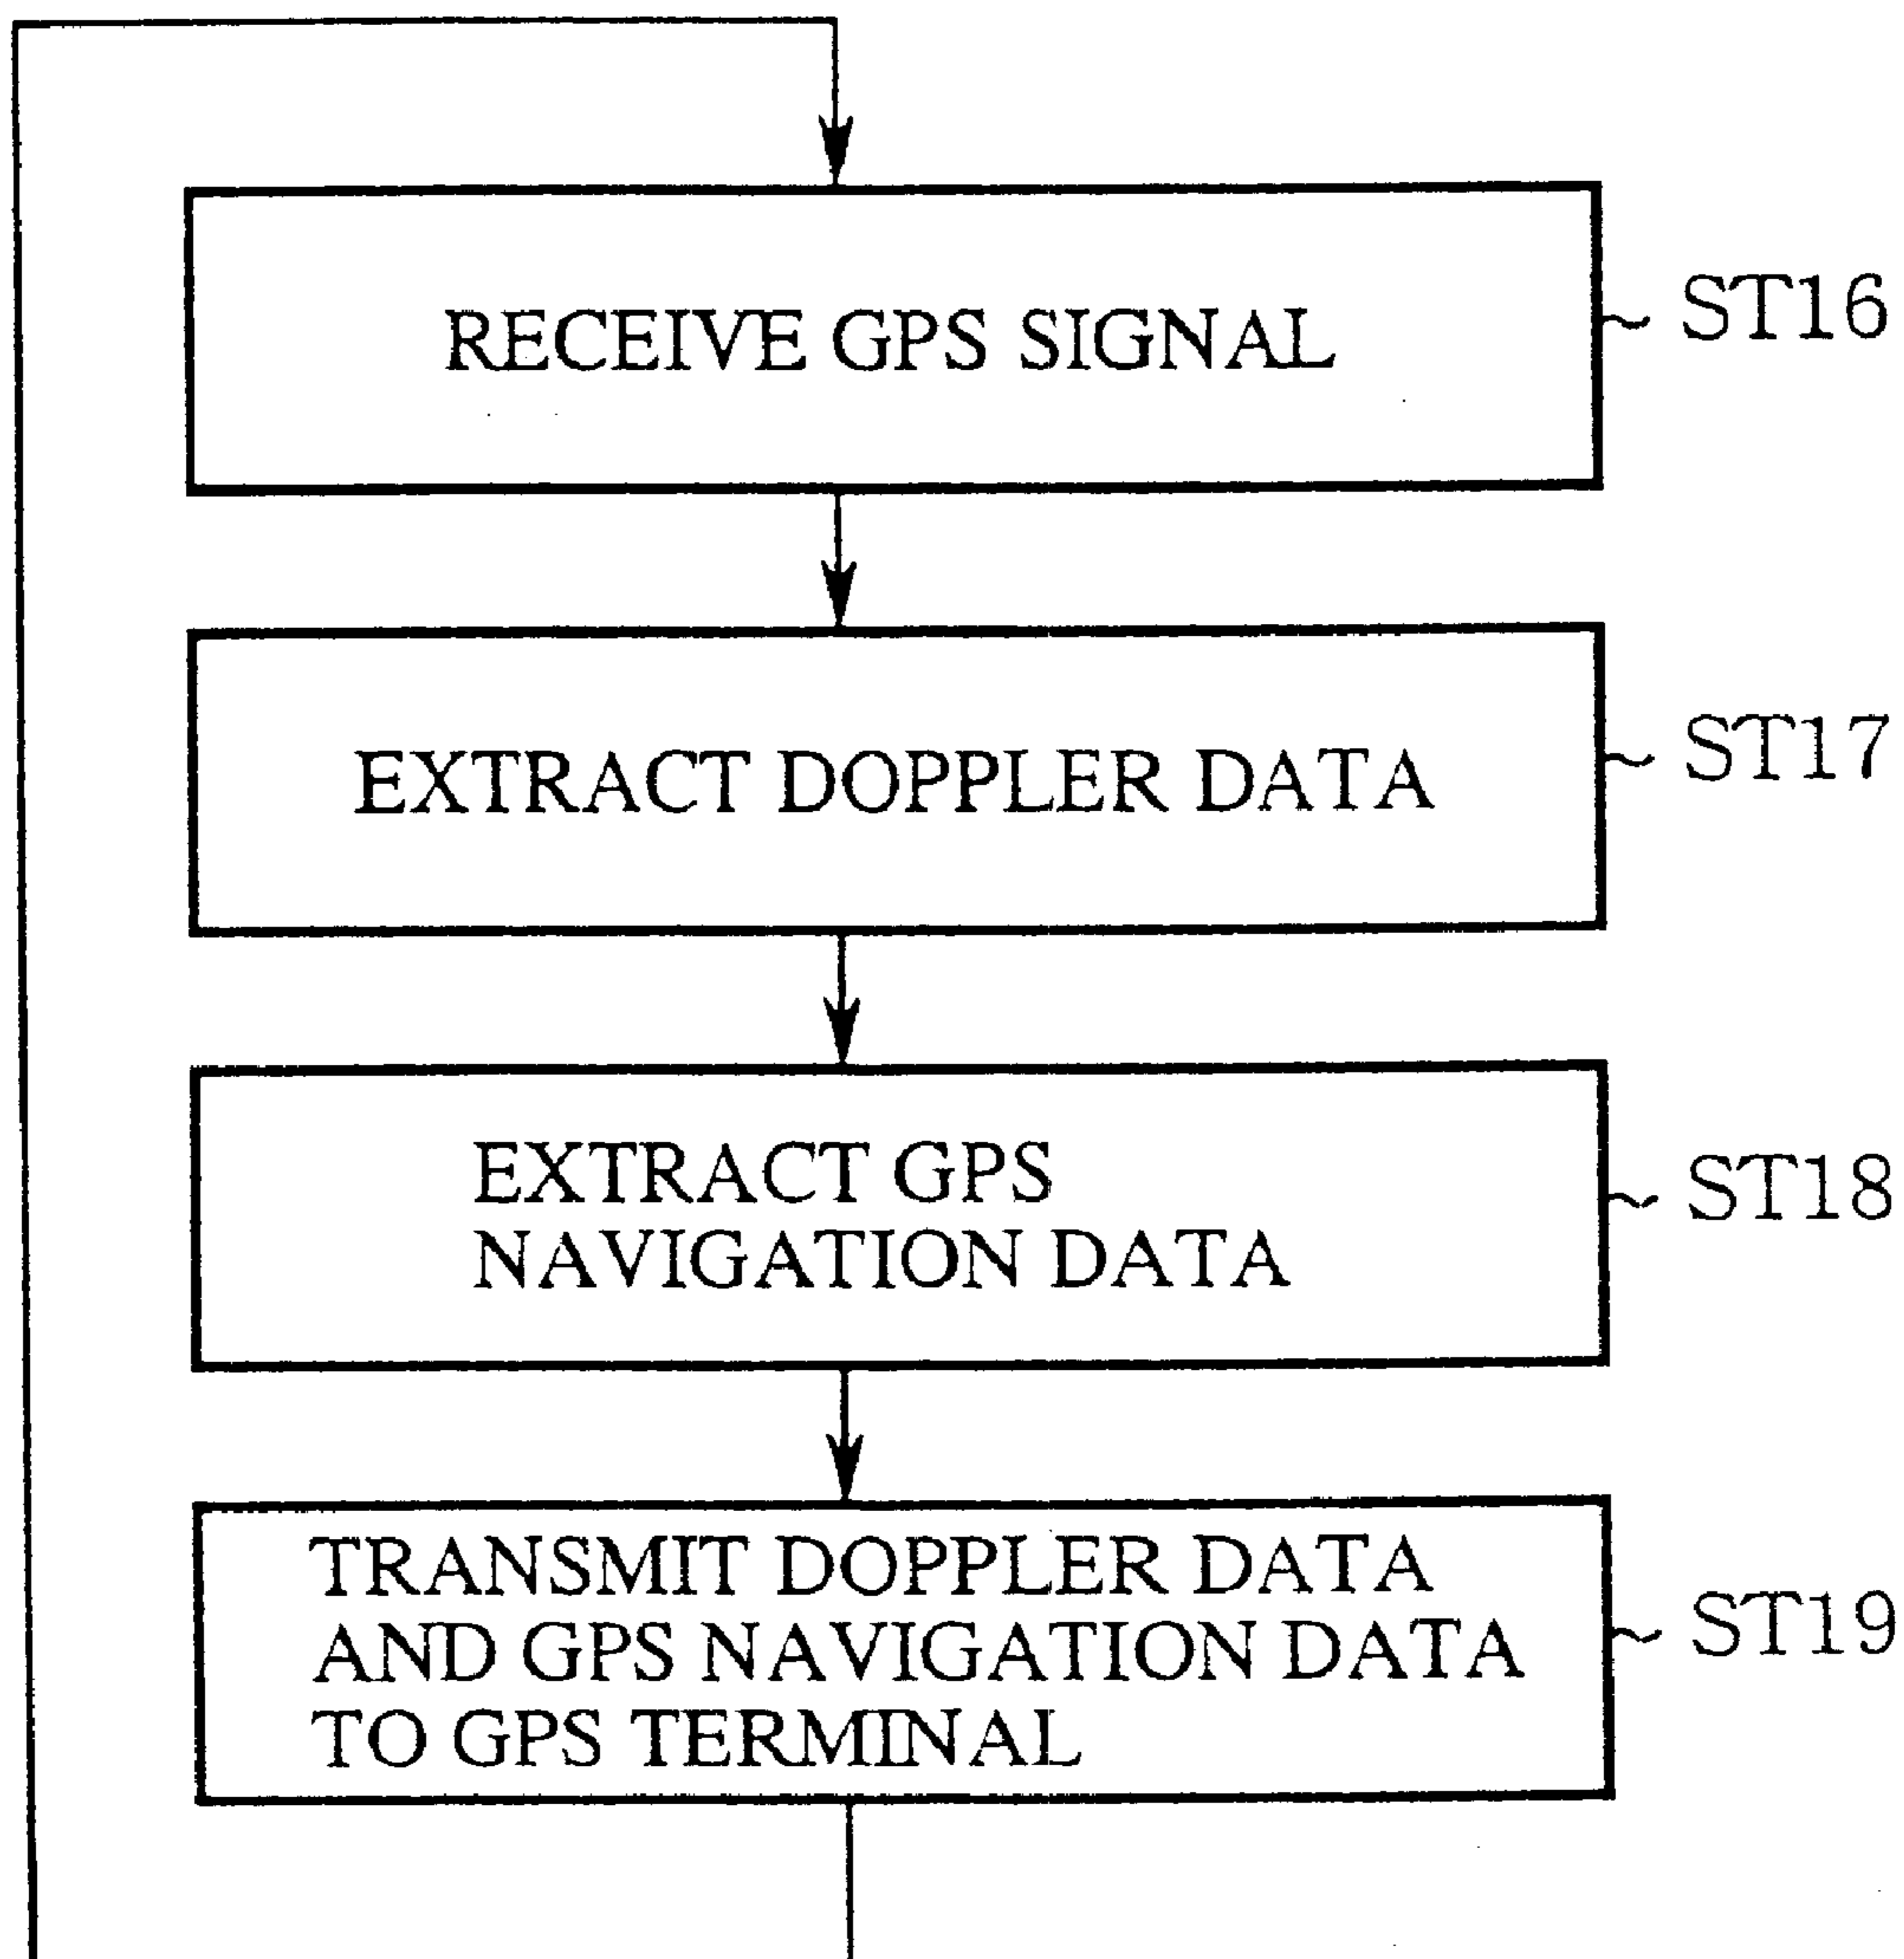 RECEIVE GPS SIGNAL
ST16
EXTRACT DOPPLER DATA
ST17
EXTRACT GPS
NAVIGATION DATA
ST18
TRANSMIT DOPPLER DATA
AND GPS NAVIGATION DATA
TO GPS TERMINAL
ST19